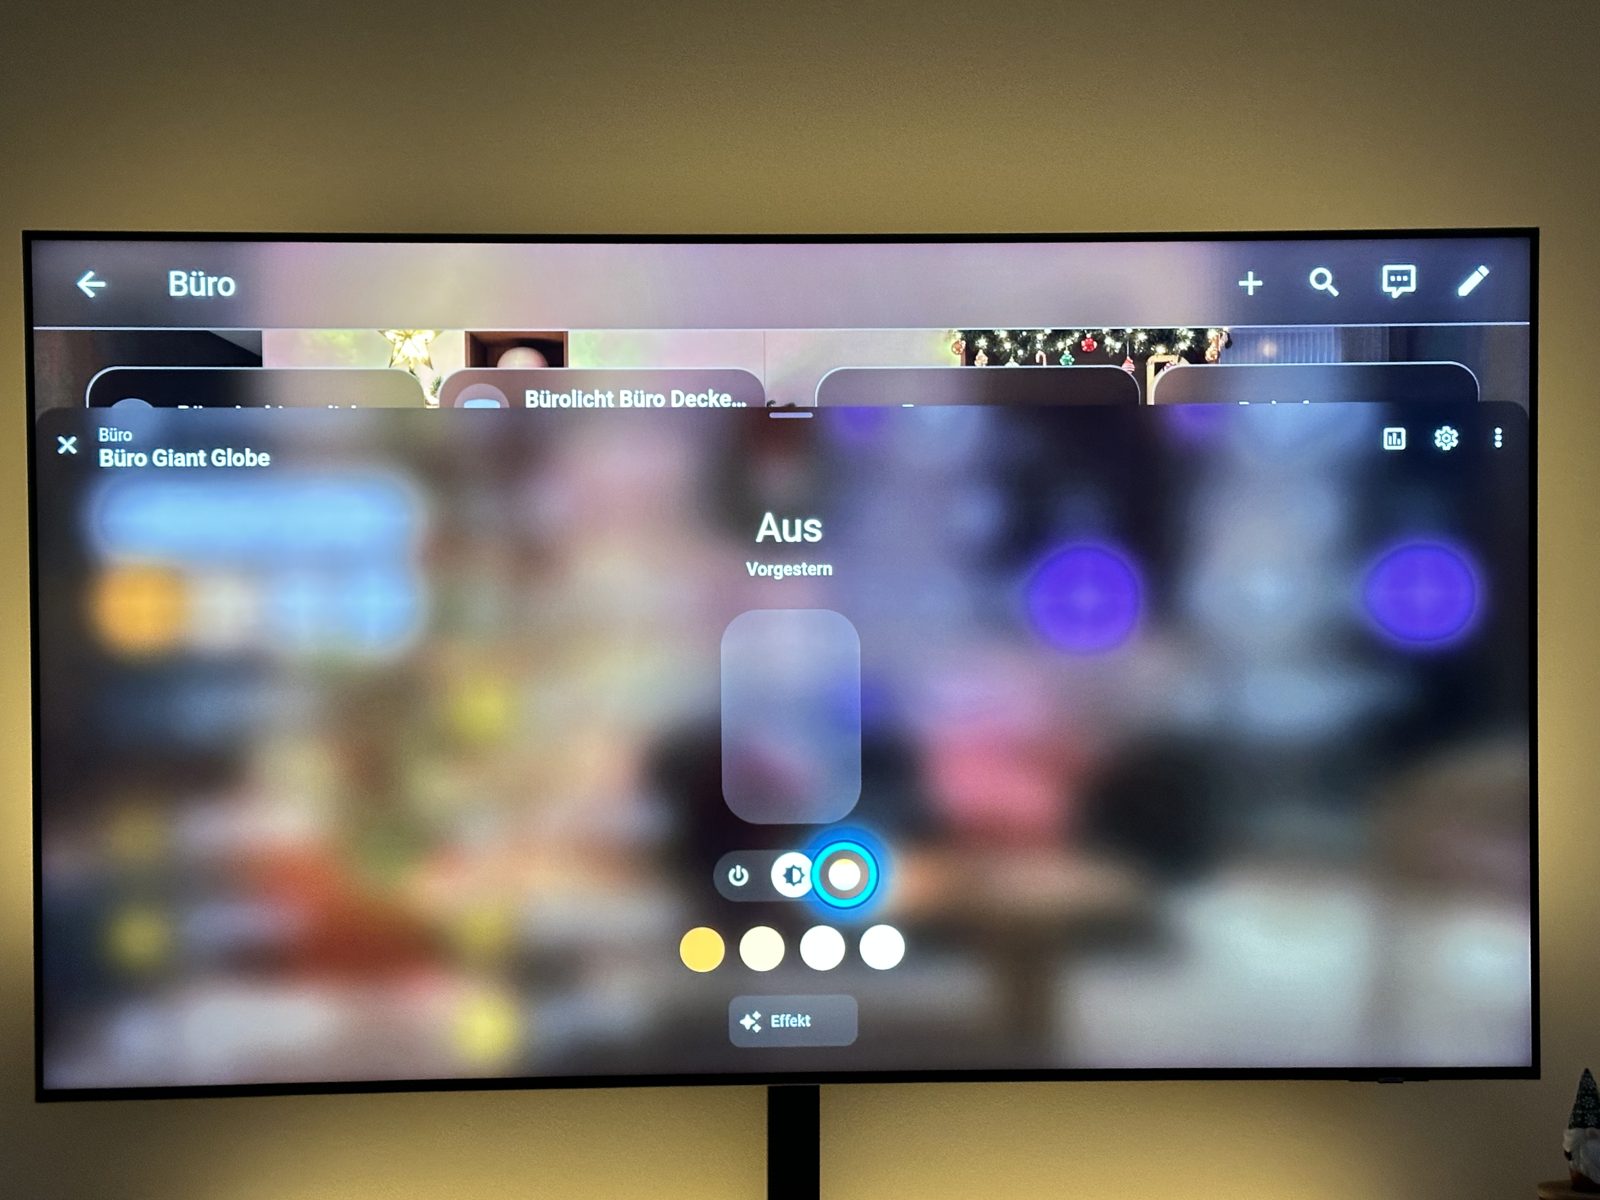 Büro
Bürolicht Büro Decke...
Büro
Büro Giant Globe
Aus
Vorgestern
Effekt